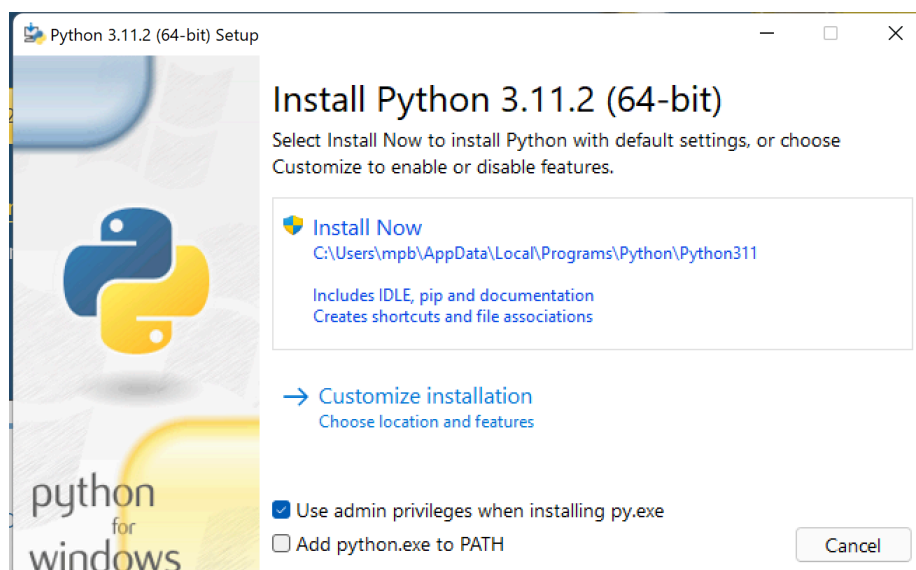 Python 3.11.2 (64-bit) Setup
Install Python 3.11.2 (64-bit)
Select Install Now to install Python with default settings, or choose
Customize to enable or disable features.
Install Now
C:\Users\mpb\AppData\Local\Programs\Python\Python311
Includes IDLE, pip and documentation
Creates shortcuts and file associations
Customize installation
Choose location and features
python
for
windows
Use admin privileges when installing py.exe
Add python.exe to PATH
Cancel